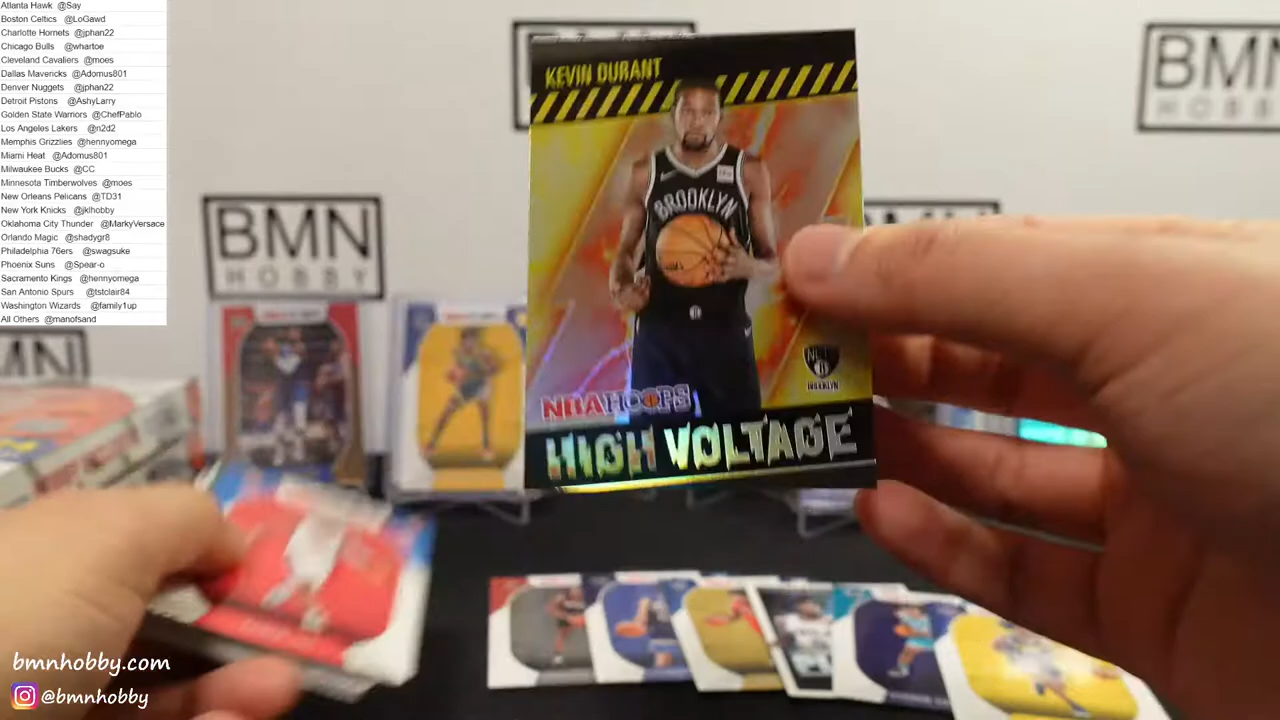 Atlanta Hawk @Say
Boston Celtics @LoGawd
Charlotte Hornets @jphan22
Chicago Bulls @whartoe
Cleveland Cavaliers @moes
Dallas Mavericks @Adomus801
Denver Nuggets @jphan22
Detroit Pistons @AshyLarry
Golden State Warriors @ChefPablo
Los Angeles Lakers @n2d2
Memphis Grizzlies @hennyomega
Miami Heat @Adomus801
Milwaukee Bucks @CC
Minnesota Timberwolves @moes
New Orleans Pelicans @TD31
New York Knicks @jklhobby
Oklahoma City Thunder @MarkyVersace
Orlando Magic @shadygr8
Philadelphia 76ers @swagsuke
Phoenix Suns @Spear-o
Sacramento Kings @hennyomega
San Antonio Spurs @tstclair84
Washington Wizards @family1up
All Others @manofsand
BMN
KEVIN DURANT
BROOKLYN
BMN
HOBBY
NETS
BROOKLYN
NBA HOOPS
HIGH VOLTAGE
MN
bmnhobby.com
@bmnhobby